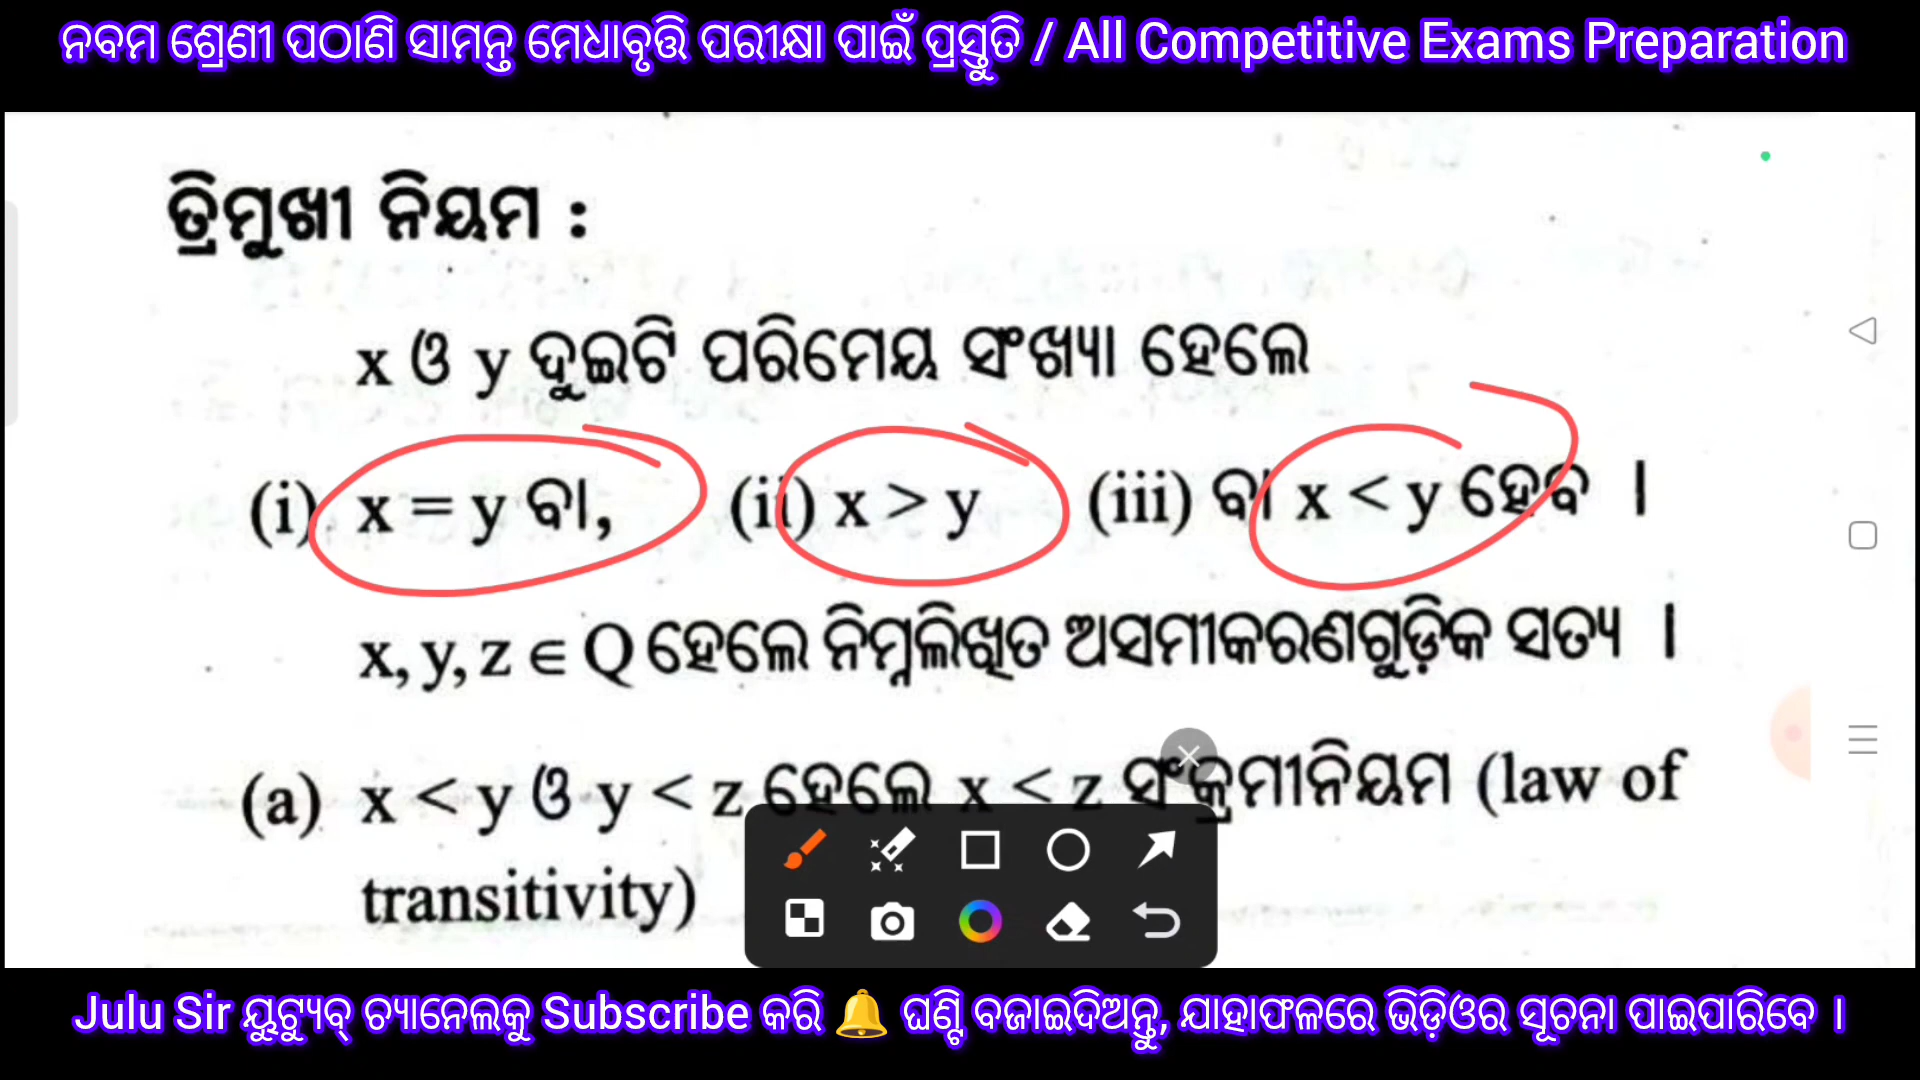 ନବମ ଶ୍ରେଣୀ ପଠାଣି ସାମନ୍ତ ମେଧାବୃତ୍ତି ପରୀକ୍ଷା ପାଇଁ ପ୍ରସ୍ତୁତି / All Competitive Exams Preparation
ତ୍ରିମୁଖୀ ନିୟମ :
x ଓ y ଦୁଇଟି ପରିମେୟ ସଂଖ୍ୟା ହେଲେ
(i) x = y ବା, (ii) x > y (iii) ବା x < y ହେବ ।
x, y, z ∈ Q ହେଲେ ନିମ୍ନଲିଖିତ ଅସମୀକରଣଗୁଡ଼ିକ ସତ୍ୟ ।
(a) x < y ଓ y < z ହେଲେ x < z ସଂକ୍ରମୀନିୟମ (law of
transitivity)
Julu Sir ୟୁଟ୍ୟୁବ୍ ଚ୍ୟାନେଲକୁ Subscribe କରି 🔔 ଘଣ୍ଟି ବଜାଇଦିଅନ୍ତୁ, ଯାହାଫଳରେ ଭିଡ଼ିଓର ସୂଚନା ପାଇପାରିବେ ।